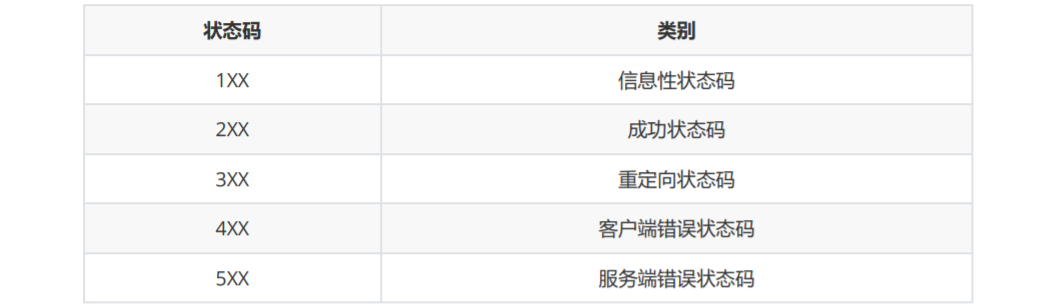 状态码 类别
1XX 信息性状态码
2XX 成功状态码
3XX 重定向状态码
4XX 客户端错误状态码
5XX 服务端错误状态码